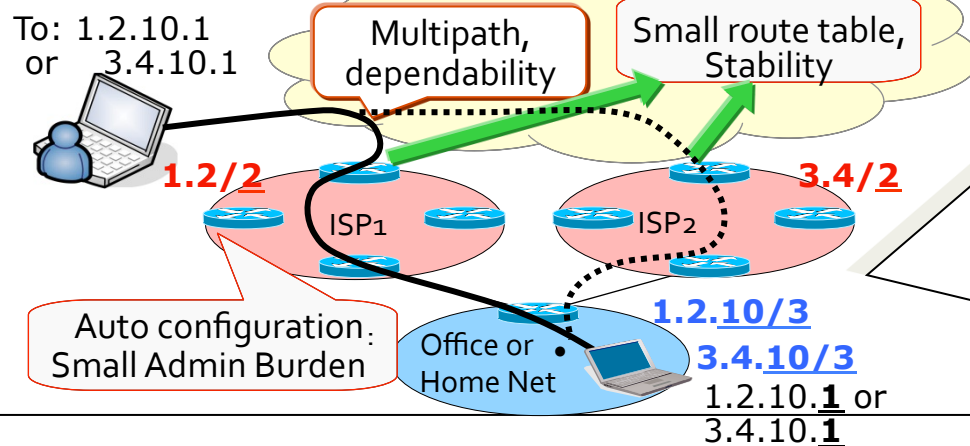 To: 1.2.10.1
or 3.4.10.1
Multipath,
dependability
Small route table,
Stability
1.2/2
3.4/2
ISP1
ISP2
Auto configuration:
Small Admin Burden
Office or
Home Net
1.2.10/3
3.4.10/3
1.2.10.1 or
3.4.10.1